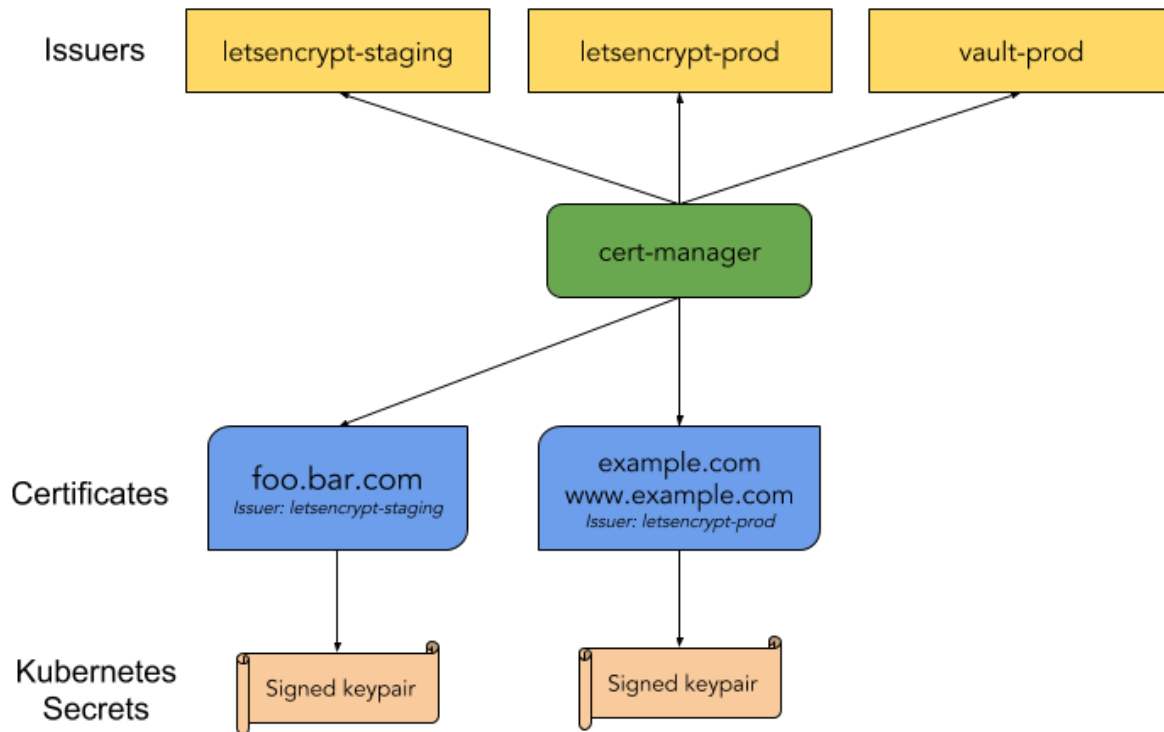 Issuers
letsencrypt-staging
letsencrypt-prod
vault-prod
cert-manager
Certificates
foo.bar.com
Issuer: letsencrypt-staging
example.com
www.example.com
Issuer: letsencrypt-prod
Kubernetes
Secrets
Signed keypair
Signed keypair